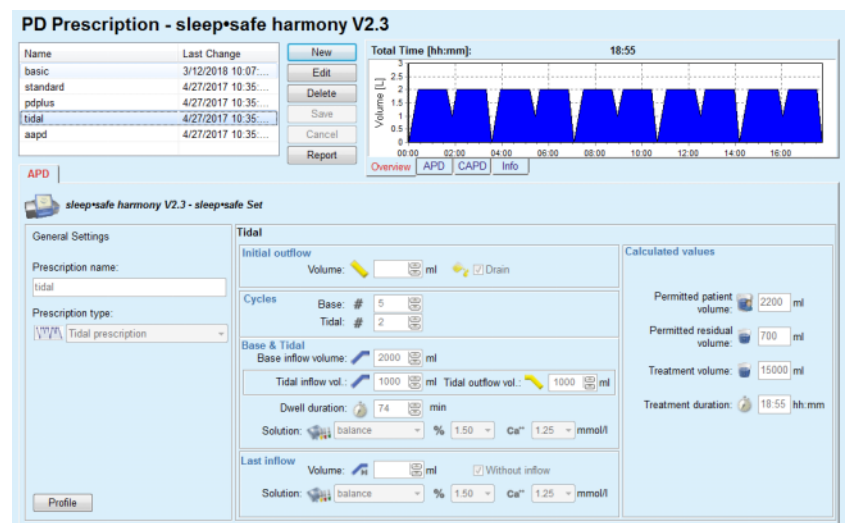 PD Prescription - sleep•safe harmony V2.3
Name Last Change
basic 3/12/2018 10:07:...
standard 4/27/2017 10:35:...
pdplus 4/27/2017 10:35:...
tidal 4/27/2017 10:35:...
aapd 4/27/2017 10:35:...
New
Edit
Delete
Save
Cancel
Report
Total Time [hh:mm]: 18:55
Volume [L]
3
2.5
2
1.5
1
0.5
0
00:00 02:00 04:00 06:00 08:00 10:00 12:00 14:00 16:00
Overview APD CAPD Info
APD
sleep•safe harmony V2.3 - sleep•safe Set
General Settings
Prescription name:
tidal
Prescription type:
Tidal prescription
Profile
Tidal
Initial outflow
Volume: ml Drain
Cycles
Base: # 5
Tidal: # 2
Base & Tidal
Base inflow volume: 2000 ml
Tidal inflow vol.: 1000 ml Tidal outflow vol.: 1000 ml
Dwell duration: 74 min
Solution: balance % 1.50 Ca⁺⁺ 1.25 mmol/l
Last inflow
Volume: ml Without inflow
Solution: balance % 1.50 Ca⁺⁺ 1.25 mmol/l
Calculated values
Permitted patient
volume: 2200 ml
Permitted residual
volume: 700 ml
Treatment volume: 15000 ml
Treatment duration: 18:55 hh:mm